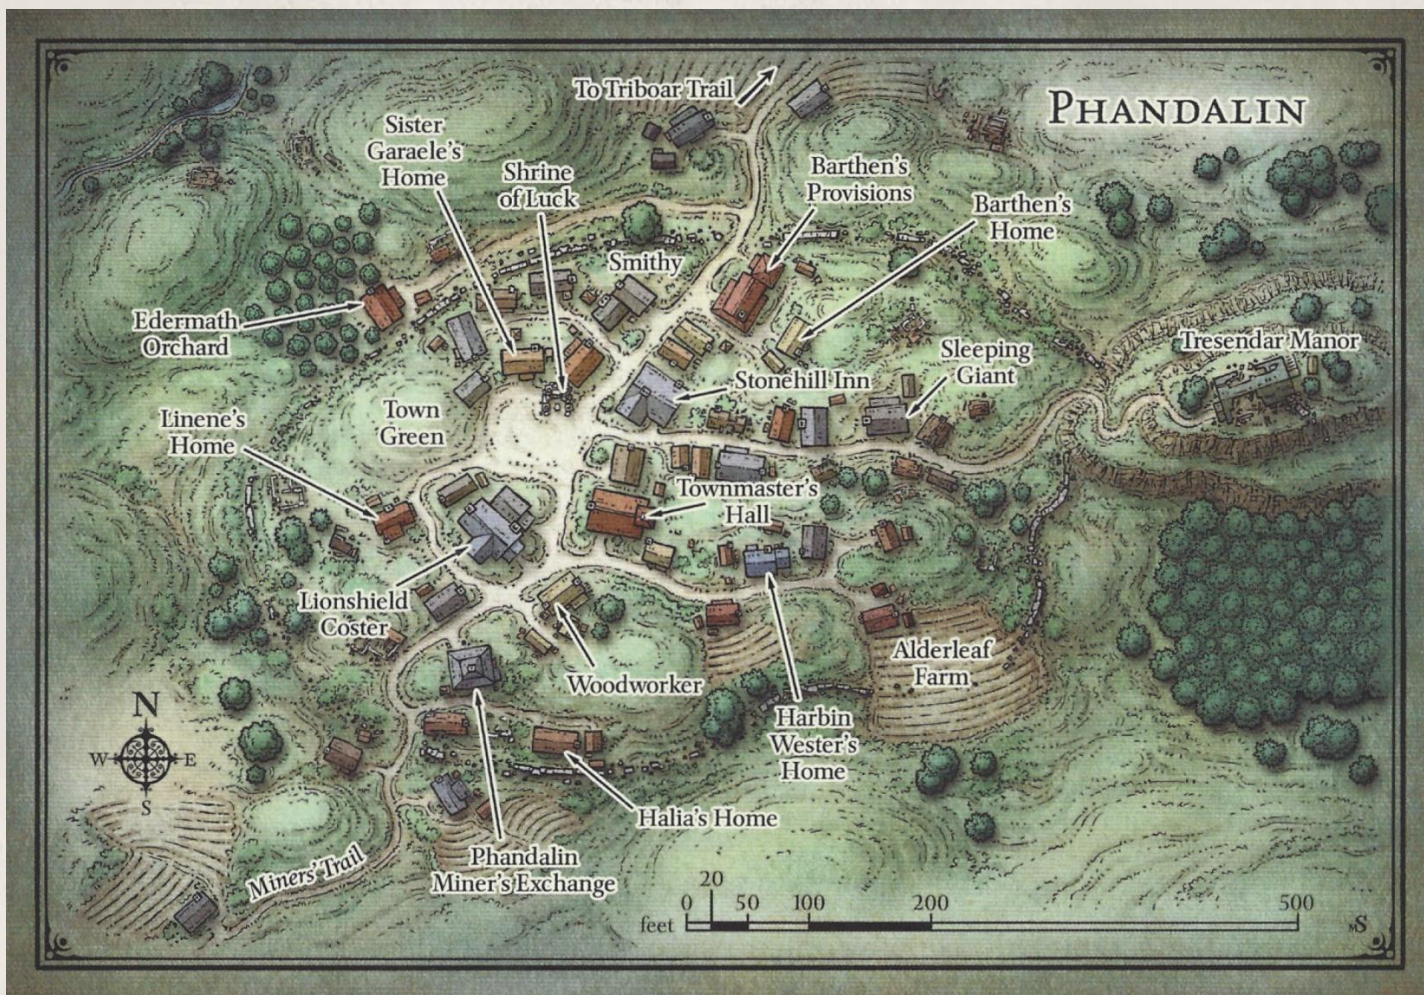 To Triboar Trail
PHANDALIN
Sister
Garaele's
Home
Shrine
of Luck
Barthen's
Provisions
Barthen's
Home
Smithy
Edermath
Orchard
Tresendar Manor
Sleeping
Giant
Stonehill Inn
Linene's
Home
Town
Green
Townmaster's
Hall
Lionshield
Coster
Alderleaf
Farm
Woodworker
N
W
E
S
Harbin
Wester's
Home
Halia's Home
Phandalin
Miner's Exchange
Miners' Trail
20
0 50 100 200 500
feet
MS